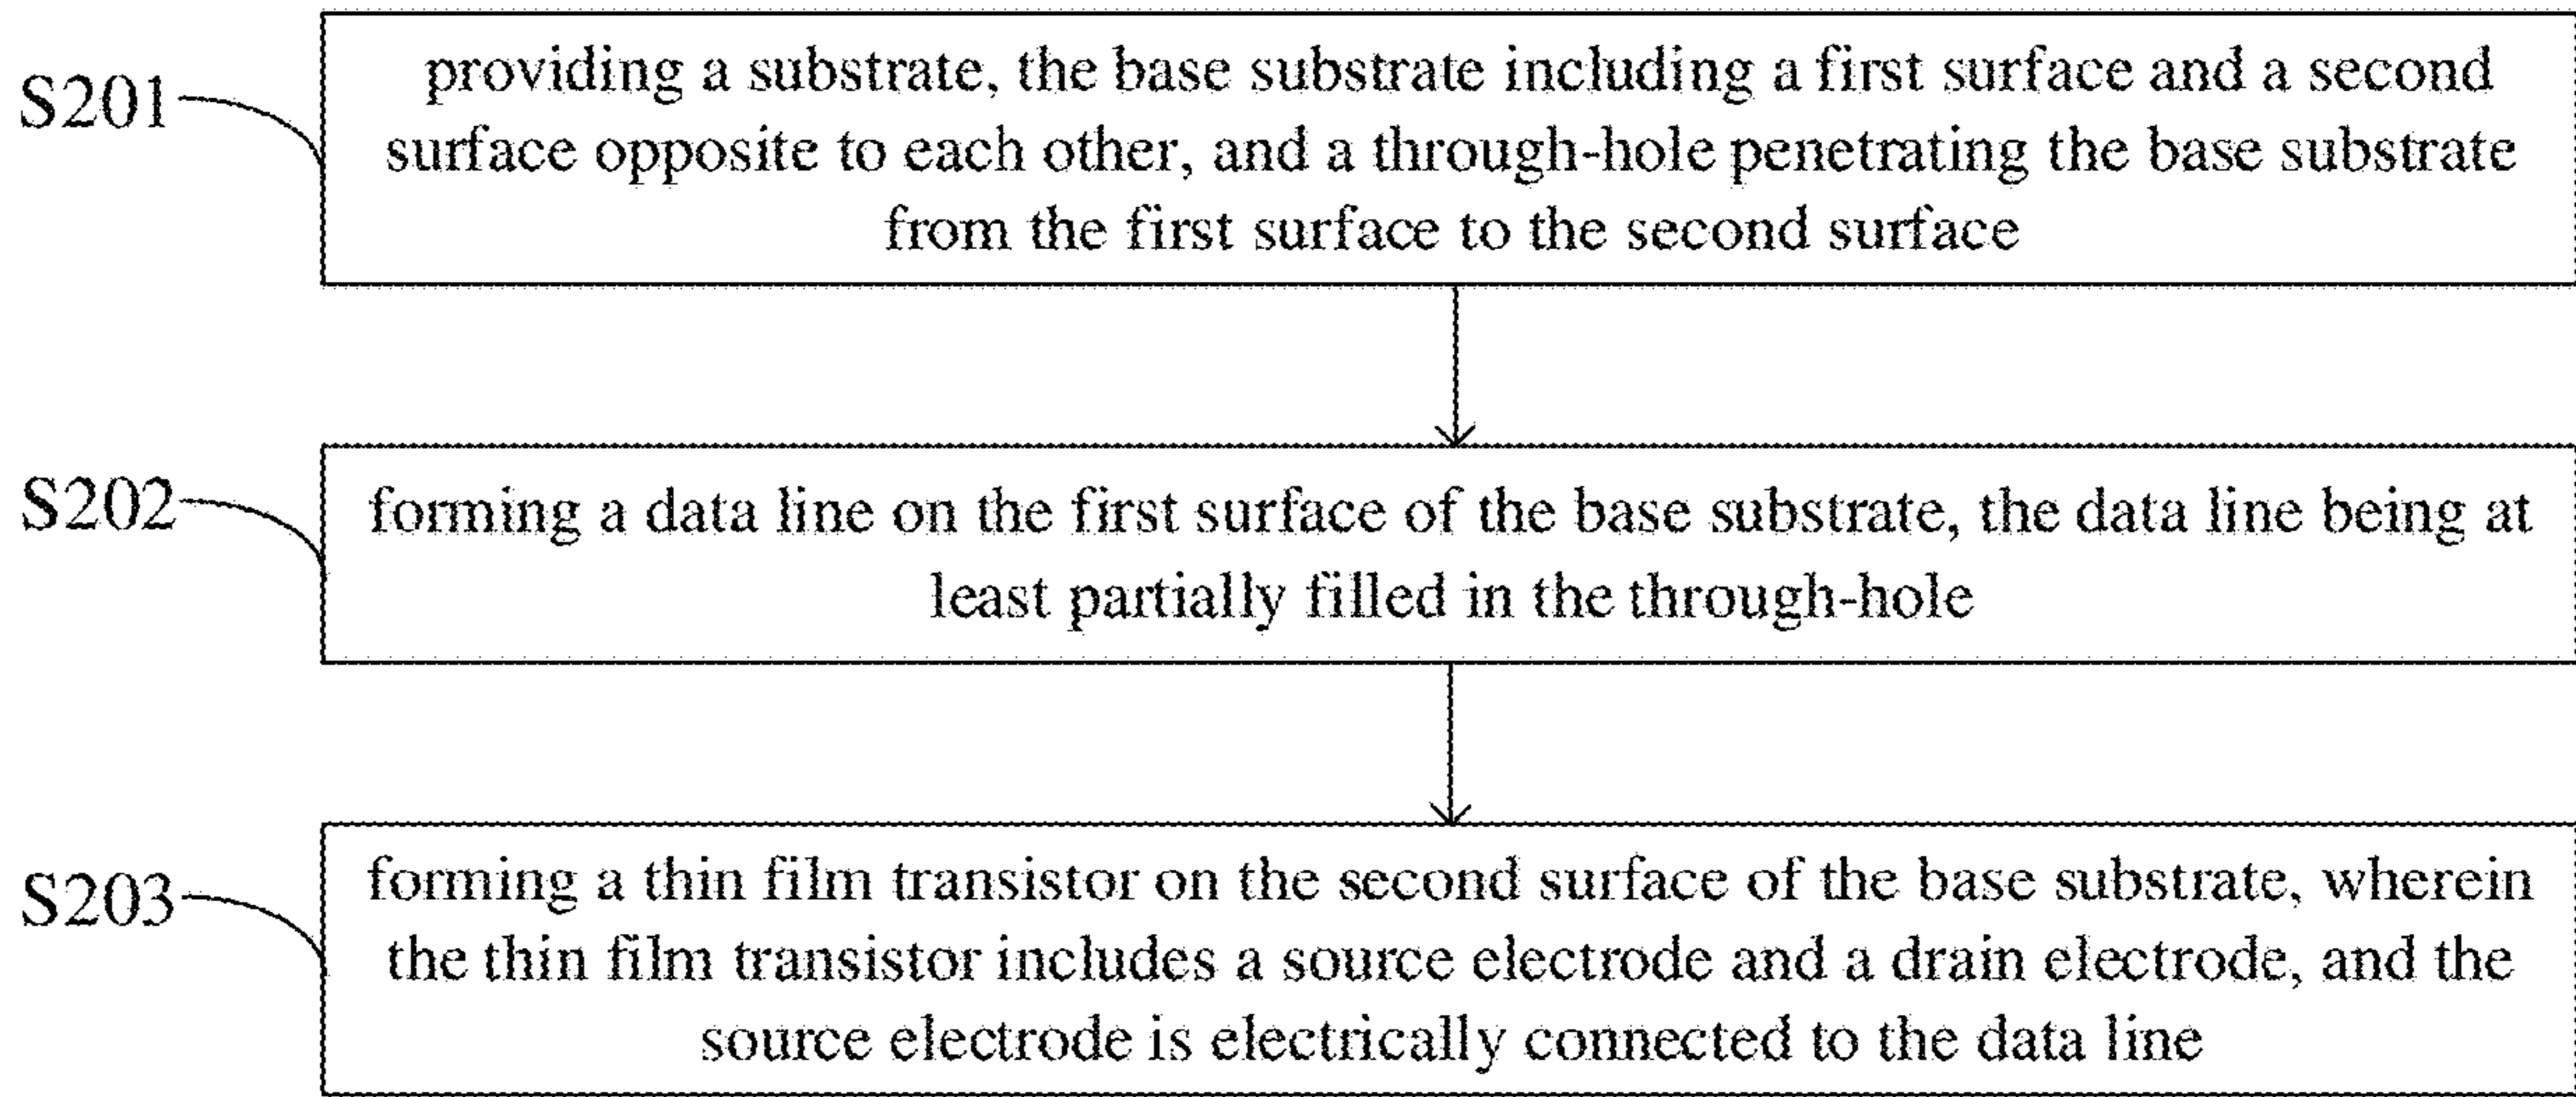 S201
providing a substrate, the base substrate including a first surface and a second
surface opposite to each other, and a through-hole penetrating the base substrate
from the first surface to the second surface
S202
forming a data line on the first surface of the base substrate, the data line being at
least partially filled in the through-hole
S203
forming a thin film transistor on the second surface of the base substrate, wherein
the thin film transistor includes a source electrode and a drain electrode, and the
source electrode is electrically connected to the data line